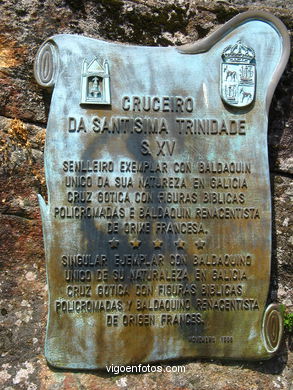 CRUCEIRO
DA SANTISIMA TRINIDADE
S. XV
SENLLEIRO EXEMPLAR CON BALDAQUIN
UNICO DA SUA NATUREZA EN GALICIA
CRUZ GOTICA CON FIGURAS BIBLICAS
POLICROMADAS E BALDAQUIN RENACENTISTA
DE ORIXE FRANCESA.
SINGULAR EJEMPLAR CON BALDAQUINO
UNICO DE SU NATURALEZA EN GALICIA
CRUZ GOTICA CON FIGURAS BIBLICAS
POLICROMADAS Y BALDAQUINO RENACENTISTA
DE ORIGEN FRANCES.
vigoenfotos.com